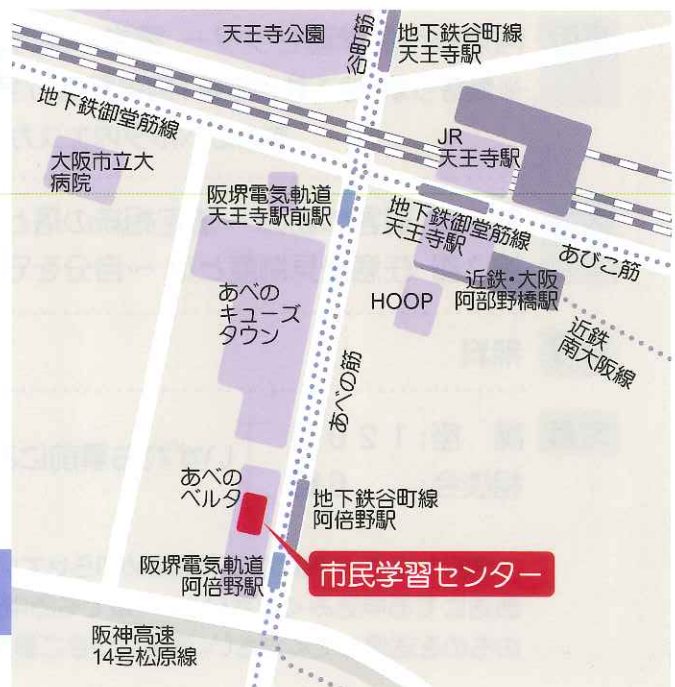 天王寺公園
谷町筋
地下鉄谷町線
天王寺駅
地下鉄御堂筋線
大阪市立大
病院
JR
天王寺駅
阪堺電気軌道
天王寺駅前駅
地下鉄御堂筋線
天王寺駅
あびこ筋
近鉄・大阪
阿部野橋駅
HOOP
近鉄
南大阪線
あべの
キューズ
タウン
あべの筋
あべの
ベルタ
地下鉄谷町線
阿倍野駅
阪堺電気軌道
阿倍野駅
市民学習センター
阪神高速
14号松原線